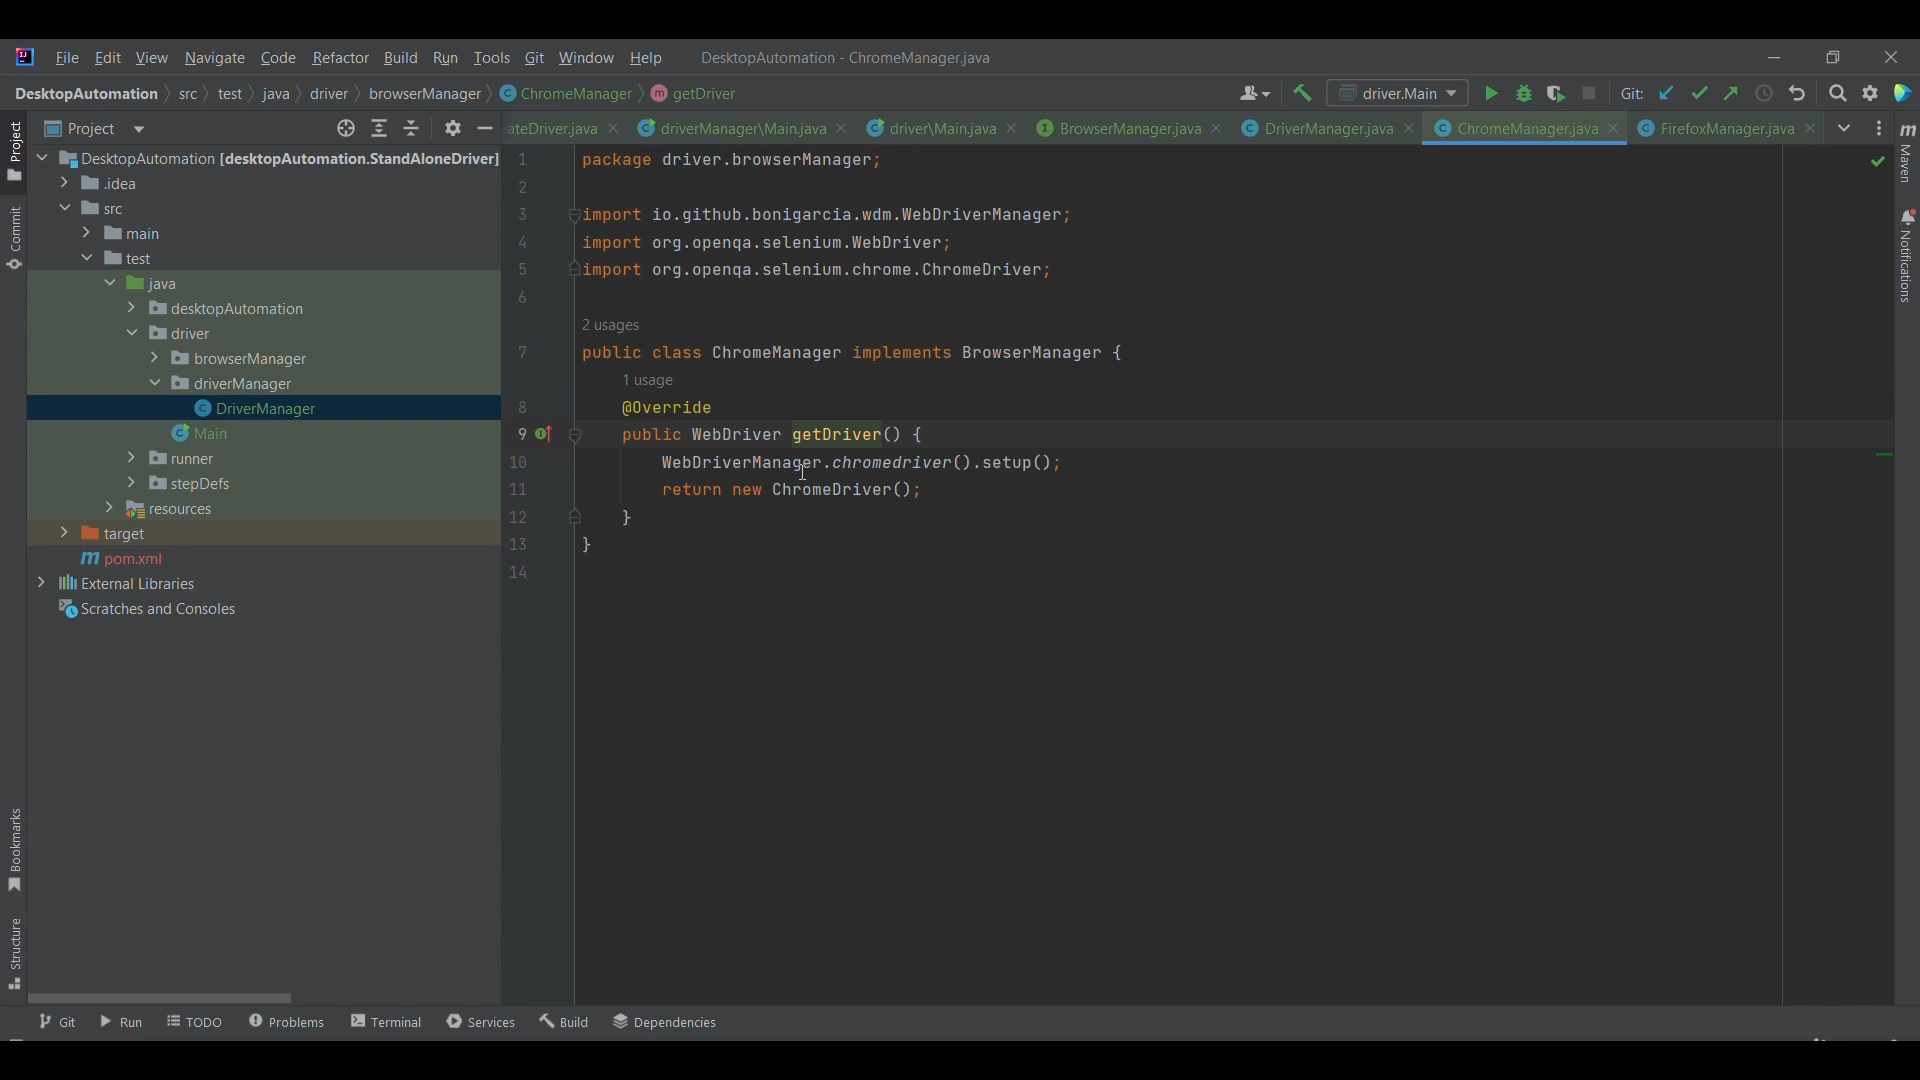 File Edit View Navigate Code Refactor Build Run Tools Git Window Help DesktopAutomation - ChromeManager.java
DesktopAutomation src test java driver browserManager ChromeManager getDriver driver.Main Git:
Project
ateDriver.java driverManager\Main.java driver\Main.java BrowserManager.java DriverManager.java ChromeManager.java FirefoxManager.java
Project
Commit
Bookmarks
Structure
DesktopAutomation [desktopAutomation.StandAloneDriver]
.idea
src
main
test
java
desktopAutomation
driver
browserManager
driverManager
DriverManager
Main
runner
stepDefs
resources
target
pom.xml
External Libraries
Scratches and Consoles
1 package driver.browserManager;
2
3 import io.github.bonigarcia.wdm.WebDriverManager;
4 import org.openqa.selenium.WebDriver;
5 import org.openqa.selenium.chrome.ChromeDriver;
6
2 usages
7 public class ChromeManager implements BrowserManager {
1 usage
8 @Override
9 public WebDriver getDriver() {
10 WebDriverManager.chromedriver().setup();
11 return new ChromeDriver();
12 }
13 }
14
Maven
Notifications
Git Run TODO Problems Terminal Services Build Dependencies